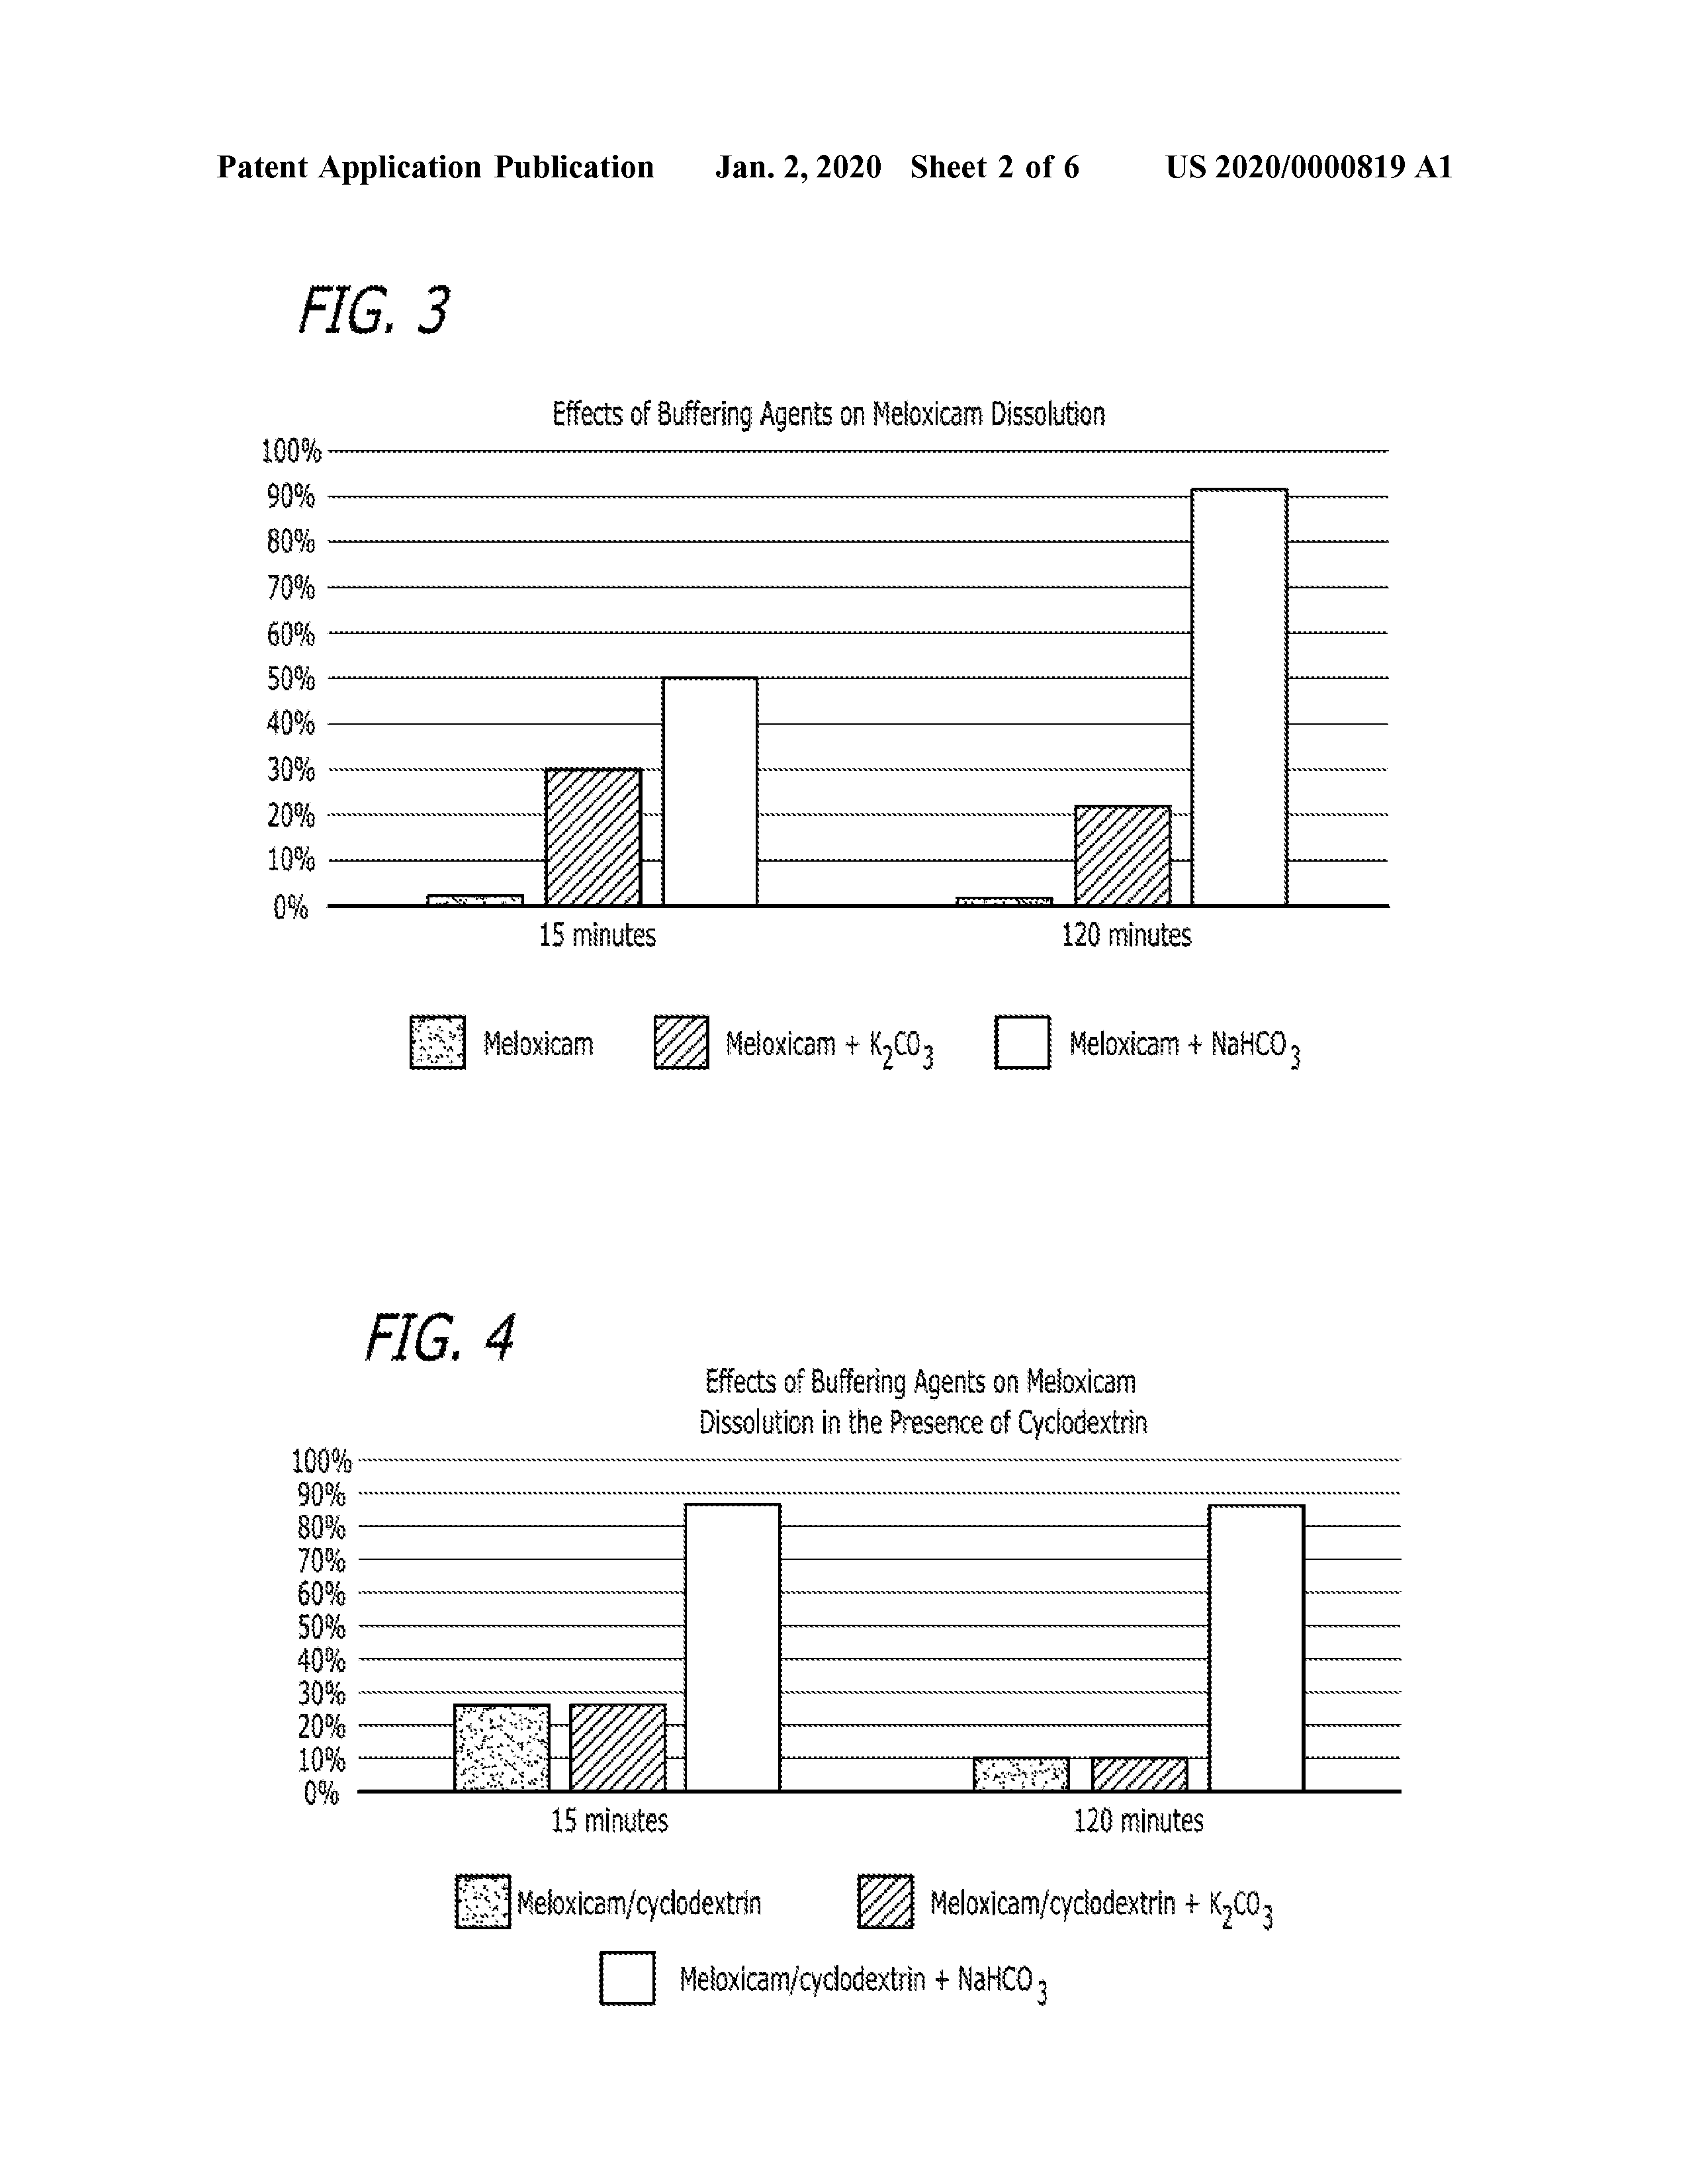 Patent Application Publication Jan. 2, 2020 Sheet 2 of 6 US 2020/0000819 A1
FIG. 3
Effects of Buffering Agents on Meloxicam Dissolution
100%
90%
80%
70%
60%
50%
40%
30%
20%
10%
0%
15 minutes 120 minutes
Meloxicam Meloxicam + K2CO3 Meloxicam + NaHCO3
FIG. 4
Effects of Buffering Agents on Meloxicam
Dissolution in the Presence of Cyclodextrin
100%
90%
80%
70%
60%
50%
40%
30%
20%
10%
0%
15 minutes 120 minutes
Meloxicam/cyclodextrin Meloxicam/cyclodextrin + K2CO3
Meloxicam/cyclodextrin + NaHCO3